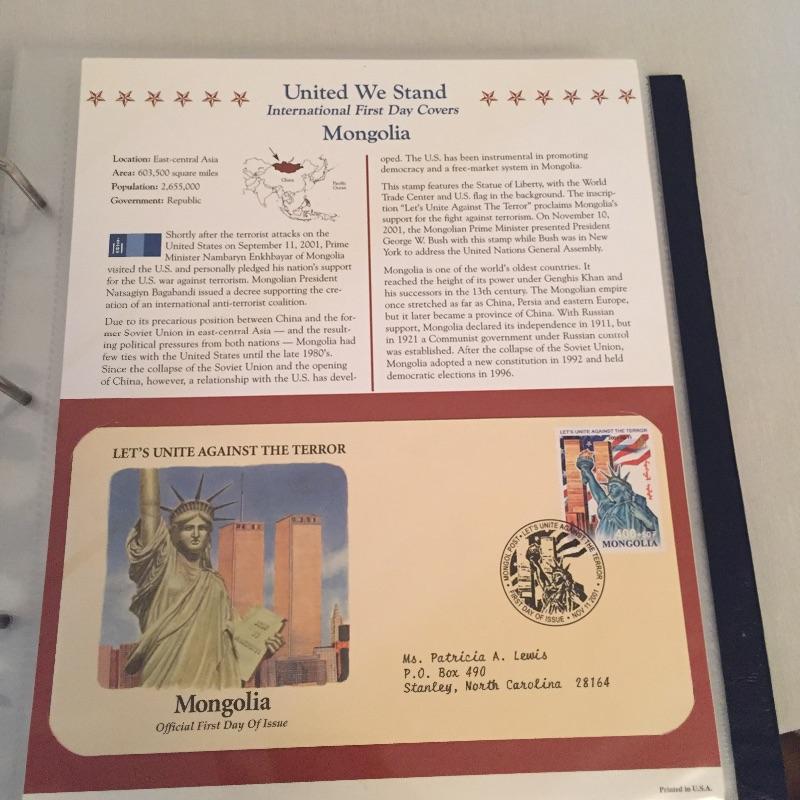 United We Stand
International First Day Covers
Mongolia
Location: East-central Asia
Area: 603,500 square miles
Population: 2,655,000
Government: Republic
China
Pacific
Ocean
Shortly after the terrorist attacks on the
United States on September 11, 2001, Prime
Minister Nambaryn Enkhbayar of Mongolia
visited the U.S. and personally pledged his nation's support
for the U.S. war against terrorism. Mongolian President
Natsagiyn Bagabandi issued a decree supporting the cre-
ation of an international anti-terrorist coalition.
Due to its precarious position between China and the for-
mer Soviet Union in east-central Asia — and the result-
ing political pressures from both nations — Mongolia had
few ties with the United States until the late 1980's.
Since the collapse of the Soviet Union and the opening
of China, however, a relationship with the U.S. has devel-
oped. The U.S. has been instrumental in promoting
democracy and a free-market system in Mongolia.
This stamp features the Statue of Liberty, with the World
Trade Center and U.S. flag in the background. The inscrip-
tion "Let's Unite Against The Terror" proclaims Mongolia's
support for the fight against terrorism. On November 10,
2001, the Mongolian Prime Minister presented President
George W. Bush with this stamp while Bush was in New
York to address the United Nations General Assembly.
Mongolia is one of the world's oldest countries. It
reached the height of its power under Genghis Khan and
his successors in the 13th century. The Mongolian empire
once stretched as far as China, Persia and eastern Europe,
but it later became a province of China. With Russian
support, Mongolia declared its independence in 1911, but
in 1921 a Communist government under Russian control
was established. After the collapse of the Soviet Union,
Mongolia adopted a new constitution in 1992 and held
democratic elections in 1996.
LET'S UNITE AGAINST THE TERROR
LET'S UNITE AGAINST THE TERROR
400+50₮
MONGOLIA
MONGOL POST • LET'S UNITE AGAINST THE TERROR •
FIRST DAY OF ISSUE • NOV 11 2001
Ms. Patricia A. Lewis
P.O. Box 490
Stanley, North Carolina 28164
Mongolia
Official First Day Of Issue
Printed in U.S.A.